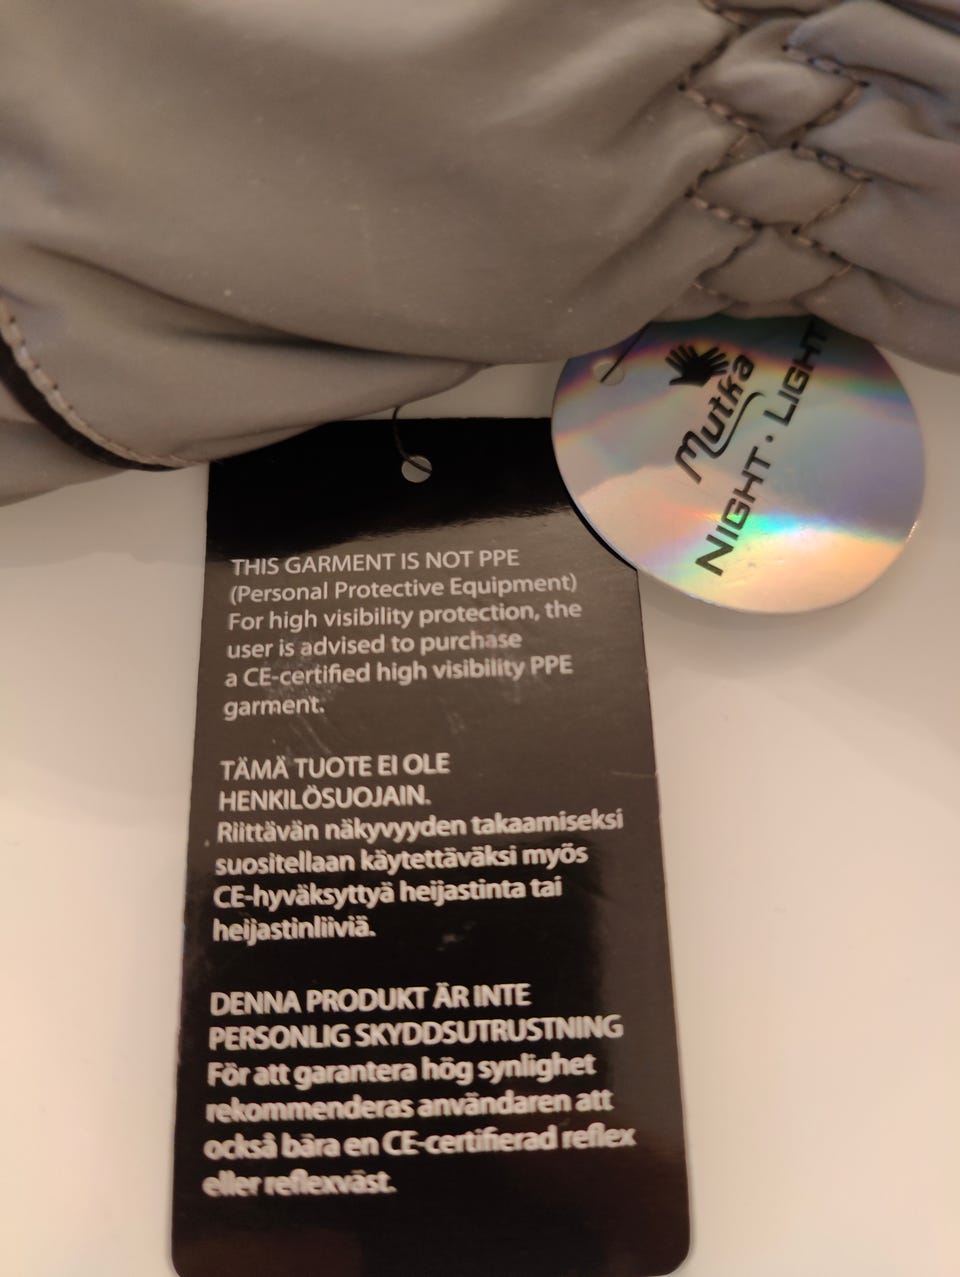 Mutka
NIGHT • LIGHT
THIS GARMENT IS NOT PPE
(Personal Protective Equipment)
For high visibility protection, the
user is advised to purchase
a CE-certified high visibility PPE
garment.
TÄMÄ TUOTE EI OLE
HENKILÖSUOJAIN.
Riittävän näkyvyyden takaamiseksi
suositellaan käytettäväksi myös
CE-hyväksyttyä heijastinta tai
heijastinliiviä.
DENNA PRODUKT ÄR INTE
PERSONLIG SKYDDSUTRUSTNING
För att garantera hög synlighet
rekommenderas användaren att
också bära en CE-certifierad reflex
eller reflexväst.